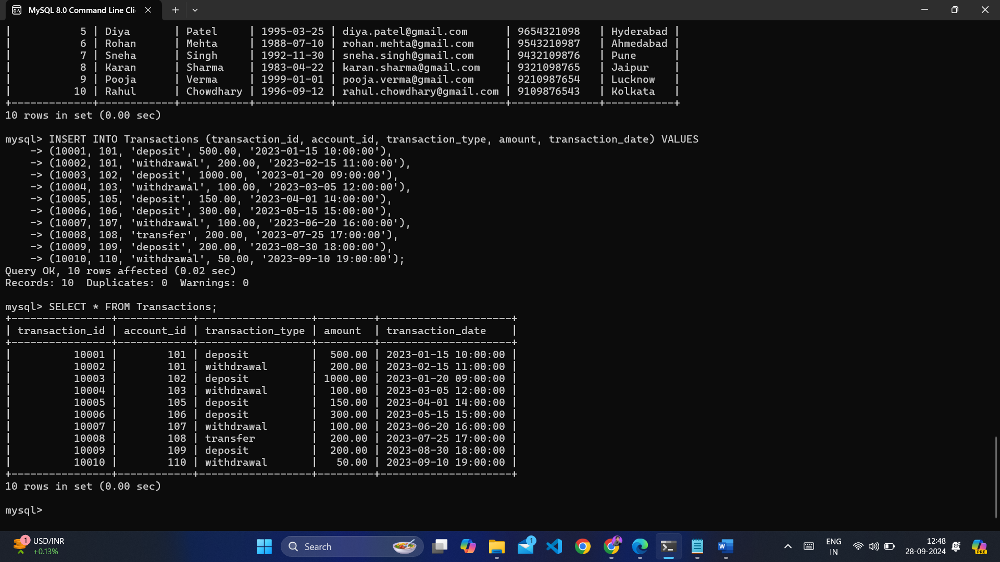 MySQL 8.0 Command Line Cli
|           5 | Diya       | Patel     | 1995-03-25 | diya.patel@gmail.com      | 9654321098   | Hyderabad |
|           6 | Rohan      | Mehta     | 1988-07-10 | rohan.mehta@gmail.com     | 9543210987   | Ahmedabad |
|           7 | Sneha      | Singh     | 1992-11-30 | sneha.singh@gmail.com     | 9432109876   | Pune      |
|           8 | Karan      | Sharma    | 1983-04-22 | karan.sharma@gmail.com    | 9321098765   | Jaipur    |
|           9 | Pooja      | Verma     | 1999-01-01 | pooja.verma@gmail.com     | 9210987654   | Lucknow   |
|          10 | Rahul      | Chowdhary | 1996-09-12 | rahul.chowdhary@gmail.com | 9109876543   | Kolkata   |
+-------------+------------+-----------+------------+---------------------------+--------------+-----------+
10 rows in set (0.00 sec)
mysql> INSERT INTO Transactions (transaction_id, account_id, transaction_type, amount, transaction_date) VALUES
    -> (10001, 101, 'deposit', 500.00, '2023-01-15 10:00:00'),
    -> (10002, 101, 'withdrawal', 200.00, '2023-02-15 11:00:00'),
    -> (10003, 102, 'deposit', 1000.00, '2023-01-20 09:00:00'),
    -> (10004, 103, 'withdrawal', 100.00, '2023-03-05 12:00:00'),
    -> (10005, 105, 'deposit', 150.00, '2023-04-01 14:00:00'),
    -> (10006, 106, 'deposit', 300.00, '2023-05-15 15:00:00'),
    -> (10007, 107, 'withdrawal', 100.00, '2023-06-20 16:00:00'),
    -> (10008, 108, 'transfer', 200.00, '2023-07-25 17:00:00'),
    -> (10009, 109, 'deposit', 200.00, '2023-08-30 18:00:00'),
    -> (10010, 110, 'withdrawal', 50.00, '2023-09-10 19:00:00');
Query OK, 10 rows affected (0.02 sec)
Records: 10  Duplicates: 0  Warnings: 0
mysql> SELECT * FROM Transactions;
+----------------+------------+------------------+---------+---------------------+
| transaction_id | account_id | transaction_type | amount  | transaction_date    |
+----------------+------------+------------------+---------+---------------------+
|          10001 |        101 | deposit          |  500.00 | 2023-01-15 10:00:00 |
|          10002 |        101 | withdrawal       |  200.00 | 2023-02-15 11:00:00 |
|          10003 |        102 | deposit          | 1000.00 | 2023-01-20 09:00:00 |
|          10004 |        103 | withdrawal       |  100.00 | 2023-03-05 12:00:00 |
|          10005 |        105 | deposit          |  150.00 | 2023-04-01 14:00:00 |
|          10006 |        106 | deposit          |  300.00 | 2023-05-15 15:00:00 |
|          10007 |        107 | withdrawal       |  100.00 | 2023-06-20 16:00:00 |
|          10008 |        108 | transfer         |  200.00 | 2023-07-25 17:00:00 |
|          10009 |        109 | deposit          |  200.00 | 2023-08-30 18:00:00 |
|          10010 |        110 | withdrawal       |   50.00 | 2023-09-10 19:00:00 |
+----------------+------------+------------------+---------+---------------------+
10 rows in set (0.00 sec)
mysql>
1 USD/INR
+0.13%
Search
1
W
ENG
IN
12:48
28-09-2024
PRE